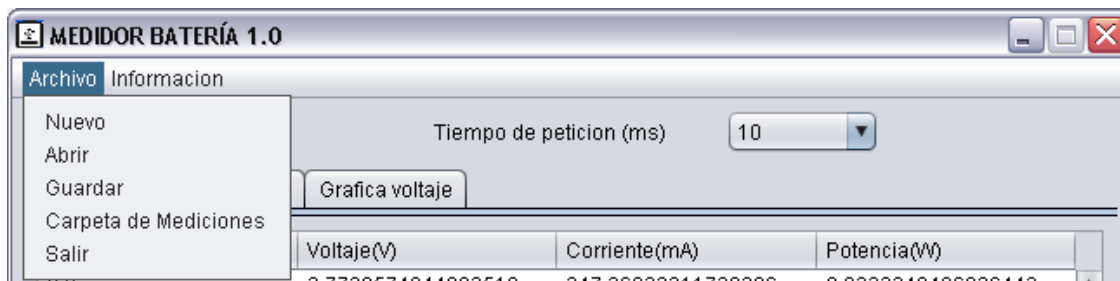 MEDIDOR BATERÍA 1.0
Archivo Informacion
Nuevo
Abrir
Guardar
Carpeta de Mediciones
Salir
Tiempo de peticion (ms) 10
Grafica voltaje
Voltaje(V) Corriente(mA) Potencia(W)